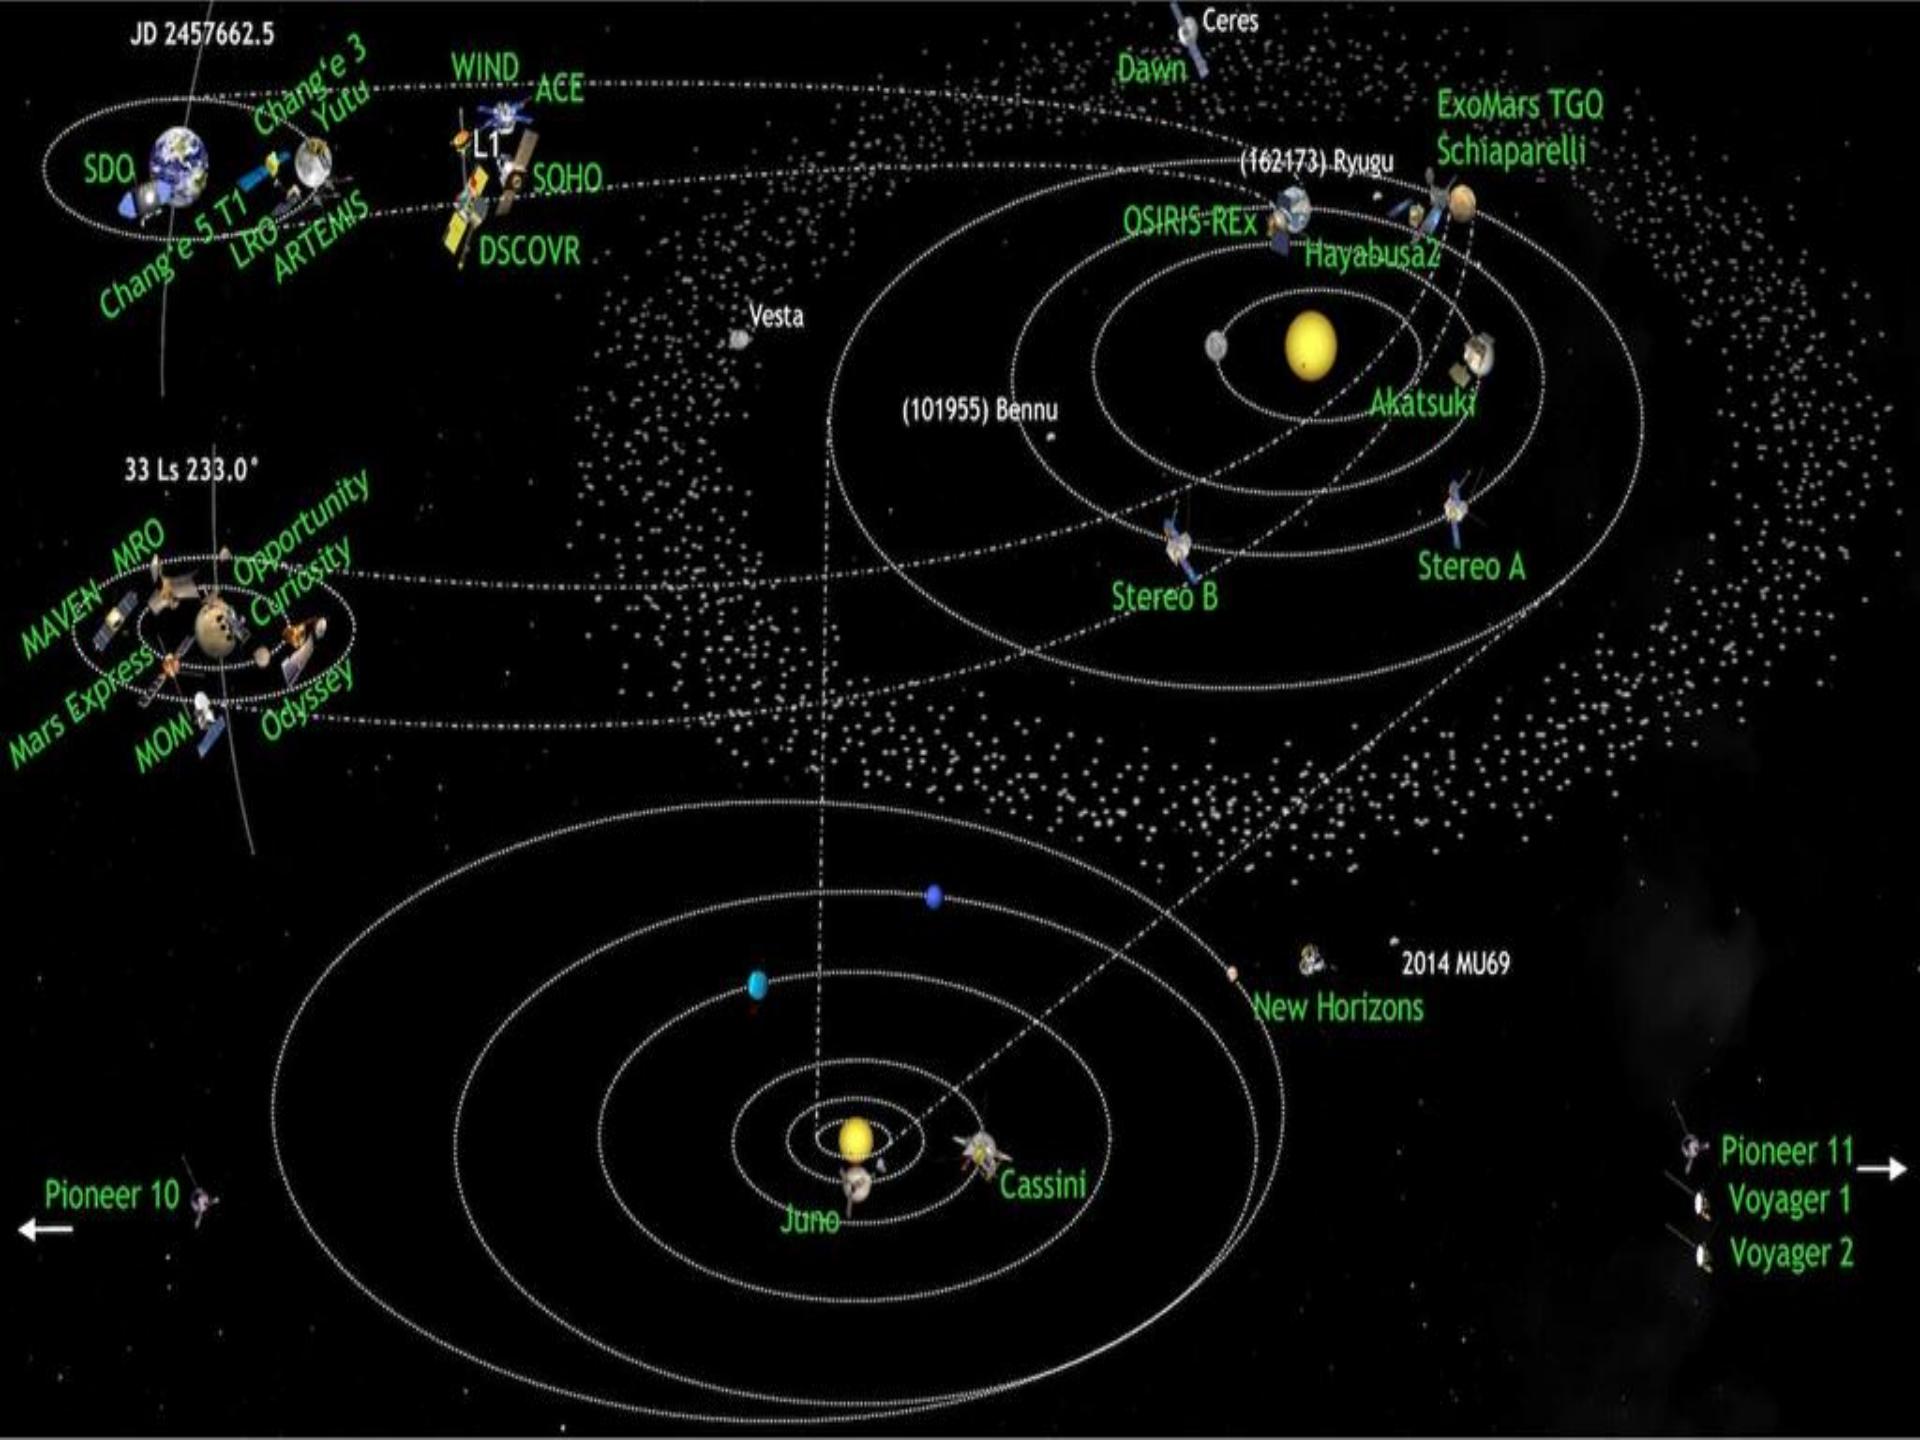 JD 2457662.5
Chang'e 3
Yutu
SDO
Chang'e 5 T1
LRO
ARTEMIS
WIND
ACE
L1
SOHO
DSCOVR
Ceres
Dawn
ExoMars TGO
Schiaparelli
(162173) Ryugu
OSIRIS-REx
Hayabusa2
Vesta
Akatsuki
(101955) Bennu
Stereo A
Stereo B
33 Ls 233.0°
MRO
Opportunity
MAVEN
Curiosity
Mars Express
MOM
Odyssey
2014 MU69
New Horizons
Pioneer 10
Cassini
Juno
Pioneer 11
Voyager 1
Voyager 2